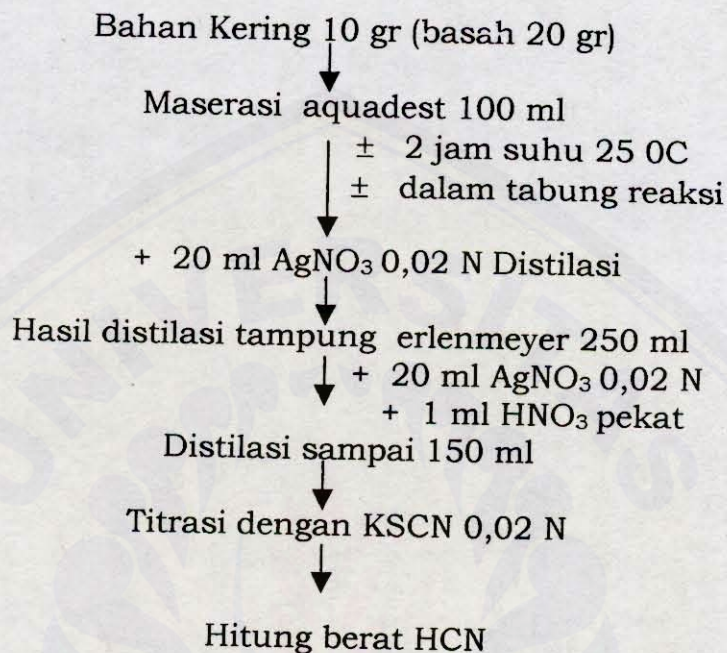 Bahan Kering 10 gr (basah 20 gr)
Maserasi aquadest 100 ml
± 2 jam suhu 25 0C
± dalam tabung reaksi
+ 20 ml AgNO₃ 0,02 N Distilasi
Hasil distilasi tampung erlenmeyer 250 ml
+ 20 ml AgNO₃ 0,02 N
+ 1 ml HNO₃ pekat
Distilasi sampai 150 ml
Titrasi dengan KSCN 0,02 N
Hitung berat HCN